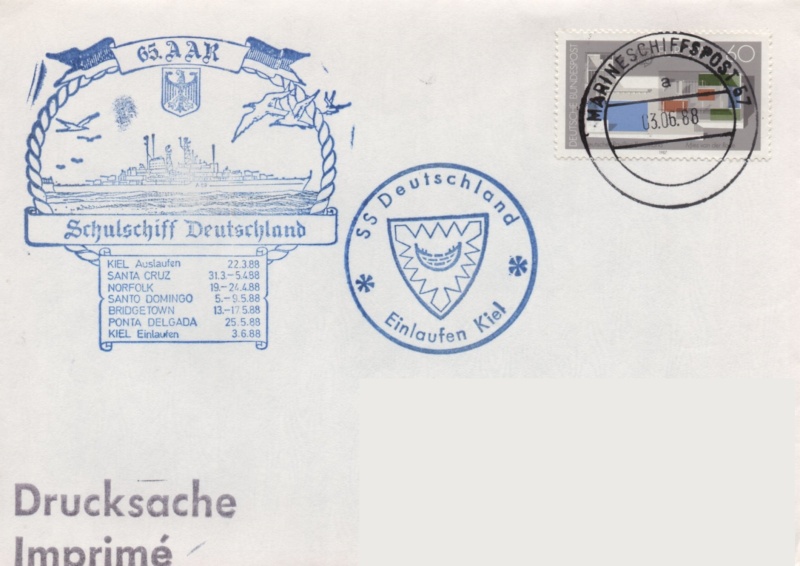 65. AAR
Schulschiff Deutschland
KIEL Auslaufen 22.3.88
SANTA CRUZ 31.3.-5.4.88
NORFOLK 19.-24.4.88
SANTO DOMINGO 5.-9.5.88
BRIDGETOWN 13.-17.5.88
PONTA DELGADA 25.5.88
KIEL Einlaufen 3.6.88
* SS Deutschland *
Einlaufen Kiel
DEUTSCHE BUNDESPOST
60
MARINESCHIFFSPOST 67
a
03.06.88
Drucksache
Imprimé